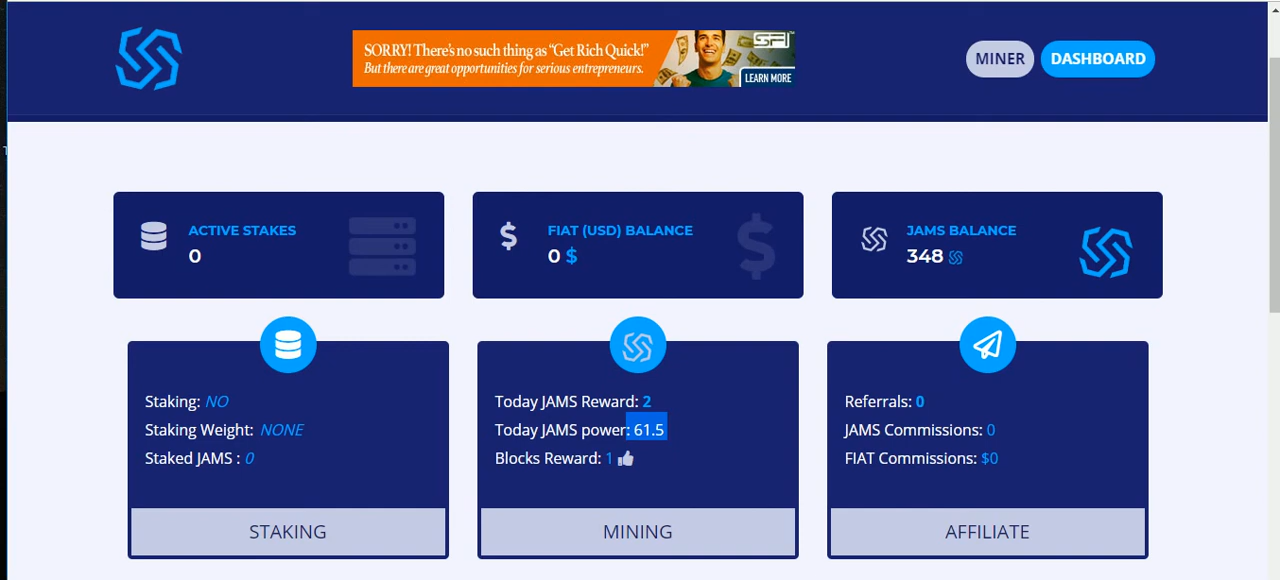 SORRY! There's no such thing as "Get Rich Quick!"
But there are great opportunities for serious entrepreneurs.
SFI
LEARN MORE
MINER
DASHBOARD
ACTIVE STAKES
0
FIAT (USD) BALANCE
0 $
JAMS BALANCE
348
Staking: NO
Staking Weight: NONE
Staked JAMS : 0
STAKING
Today JAMS Reward: 2
Today JAMS power: 61.5
Blocks Reward: 1
MINING
Referrals: 0
JAMS Commissions: 0
FIAT Commissions: $0
AFFILIATE